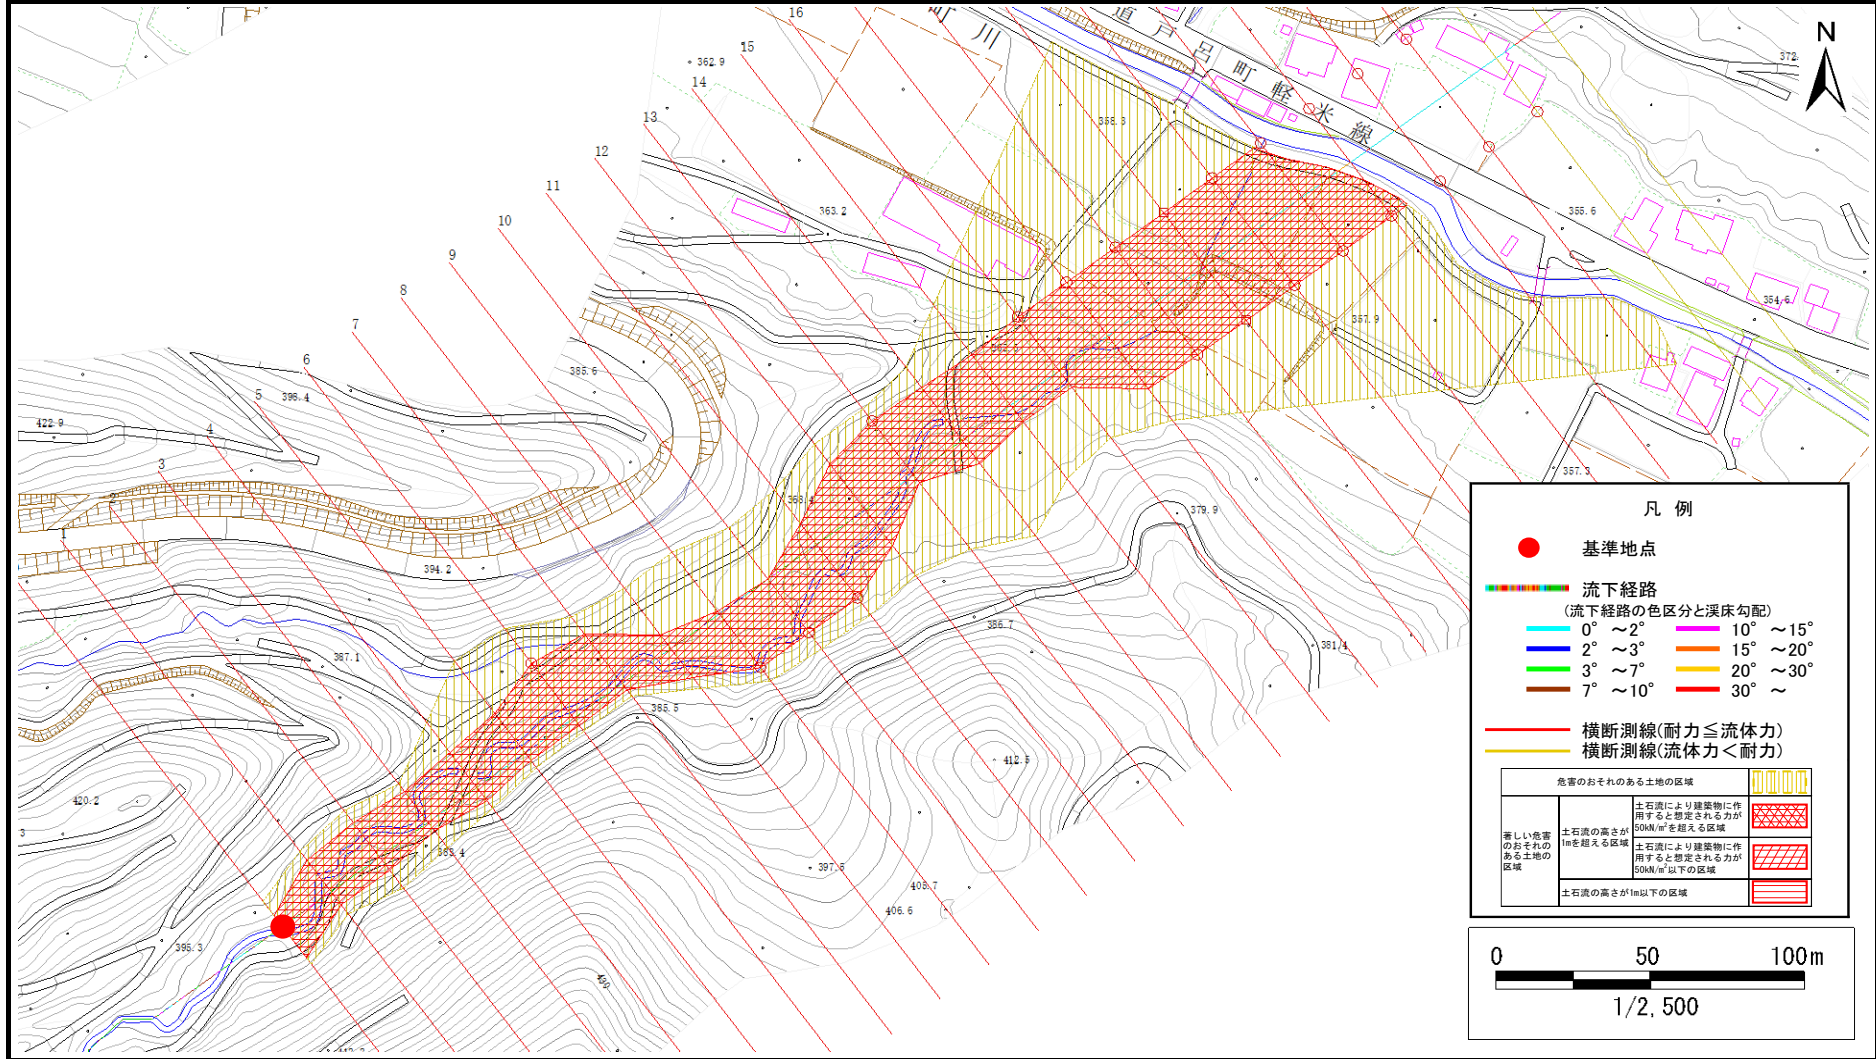 16
15
14
13
12
11
10
9
8
7
6
5
4
3
2
1
町川
道戸呂町軽米線
N
362.9
358.3
363.2
372.
355.6
354.6
357.9
357.3
385.6
398.4
422.9
394.2
368.4
379.9
386.7
381.4
387.1
385.5
412.5
420.2
3
383.4
397.5
405.7
406.6
395.3
凡 例
基準地点
流下経路
(流下経路の色区分と渓床勾配)
0° ～2° 10° ～15°
2° ～3° 15° ～20°
3° ～7° 20° ～30°
7° ～10° 30° ～
横断測線(耐力≦流体力)
横断測線(流体力＜耐力)
危害のおそれのある土地の区域
著しい危害
のおそれの
ある土地の
区域
土石流の高さが
1mを超える区域
土石流により建築物に作
用すると想定される力が
50kN/m²を超える区域
土石流により建築物に作
用すると想定される力が
50kN/m²以下の区域
土石流の高さが1m以下の区域
0 50 100m
1/2,500